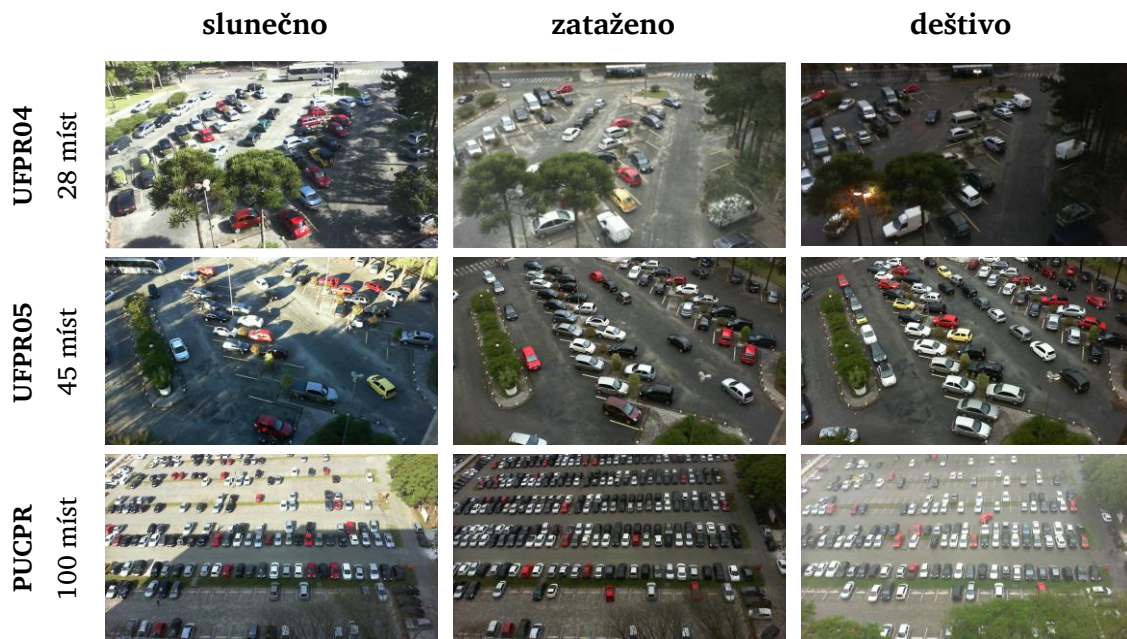 slunečno zataženo deštivo
UFPR04
28 míst
UFPR05
45 míst
PUCPR
100 míst